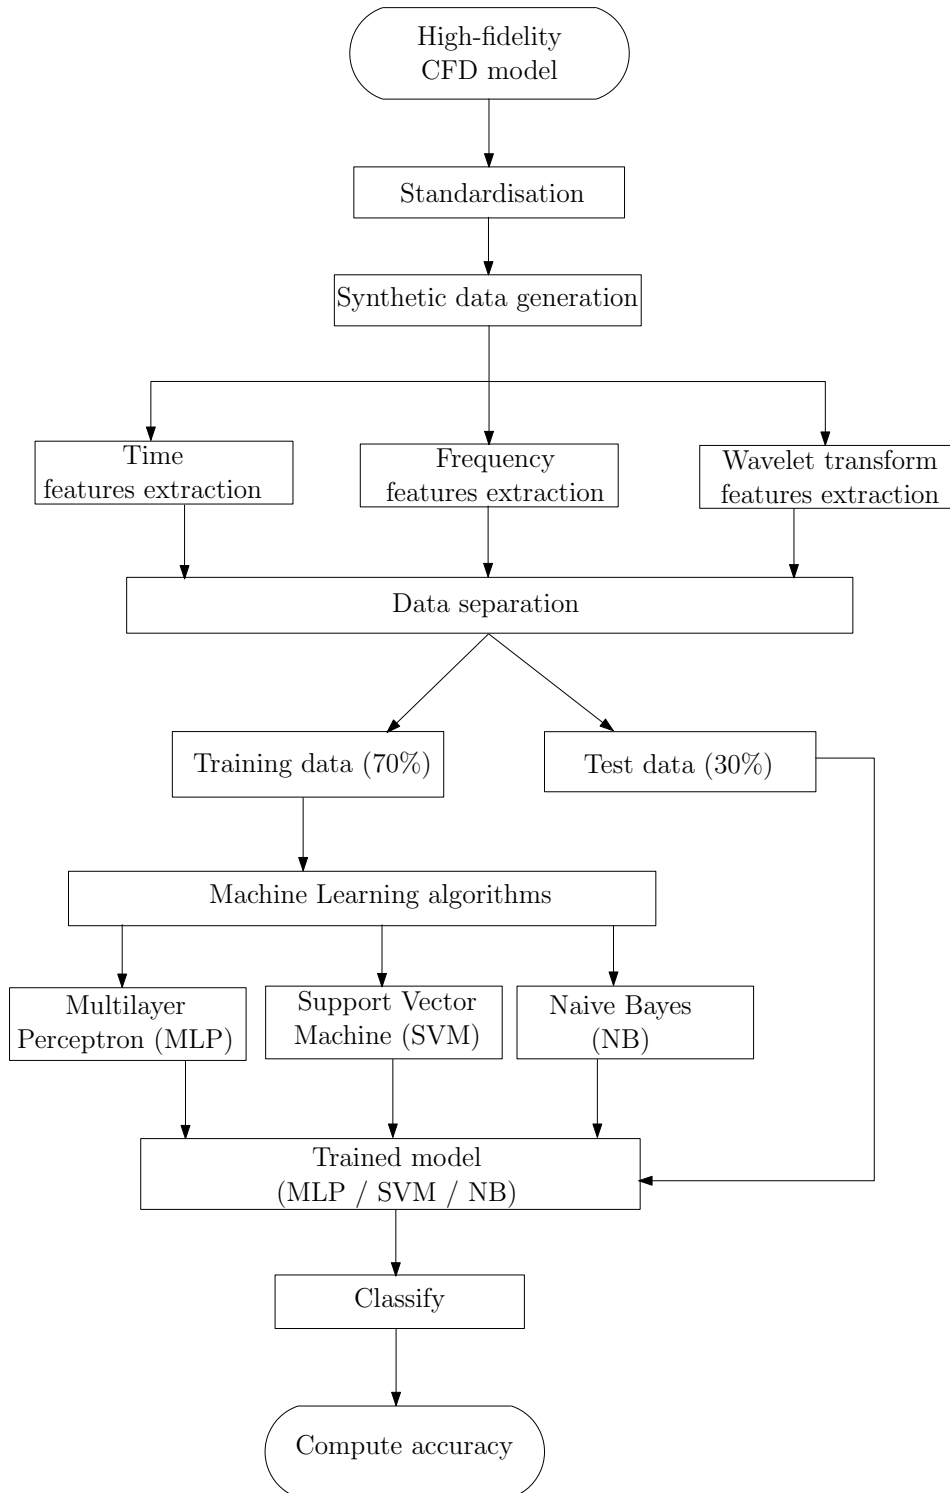 High-fidelity
CFD model
Standardisation
Synthetic data generation
Time
features extraction
Frequency
features extraction
Wavelet transform
features extraction
Data separation
Training data (70%)
Test data (30%)
Machine Learning algorithms
Multilayer
Perceptron (MLP)
Support Vector
Machine (SVM)
Naive Bayes
(NB)
Trained model
(MLP / SVM / NB)
Classify
Compute accuracy